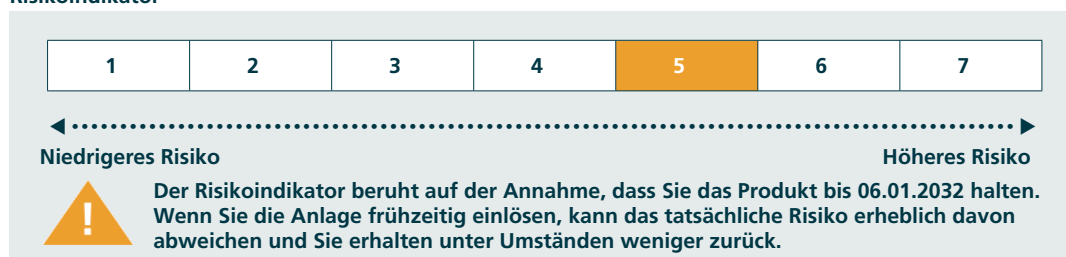 Risikoindikator
1 2 3 4 5 6 7
Niedrigeres Risiko Höheres Risiko
! Der Risikoindikator beruht auf der Annahme, dass Sie das Produkt bis 06.01.2032 halten.
Wenn Sie die Anlage frühzeitig einlösen, kann das tatsächliche Risiko erheblich davon
abweichen und Sie erhalten unter Umständen weniger zurück.